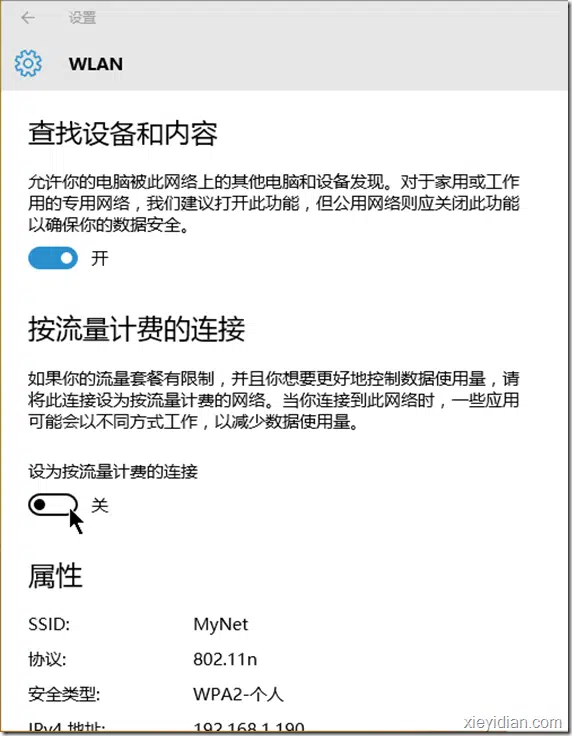 设置
WLAN
查找设备和内容
允许你的电脑被此网络上的其他电脑和设备发现。对于家用或工作
用的专用网络，我们建议打开此功能，但公用网络则应关闭此功能
以确保你的数据安全。
开
按流量计费的连接
如果你的流量套餐有限制，并且你想要更好地控制数据使用量，请
将此连接设为按流量计费的网络。当你连接到此网络时，一些应用
可能会以不同方式工作，以减少数据使用量。
设为按流量计费的连接
关
属性
SSID: MyNet
协议: 802.11n
安全类型: WPA2-个人
IPv4 地址: 192.168.1.190
xieyidian.com